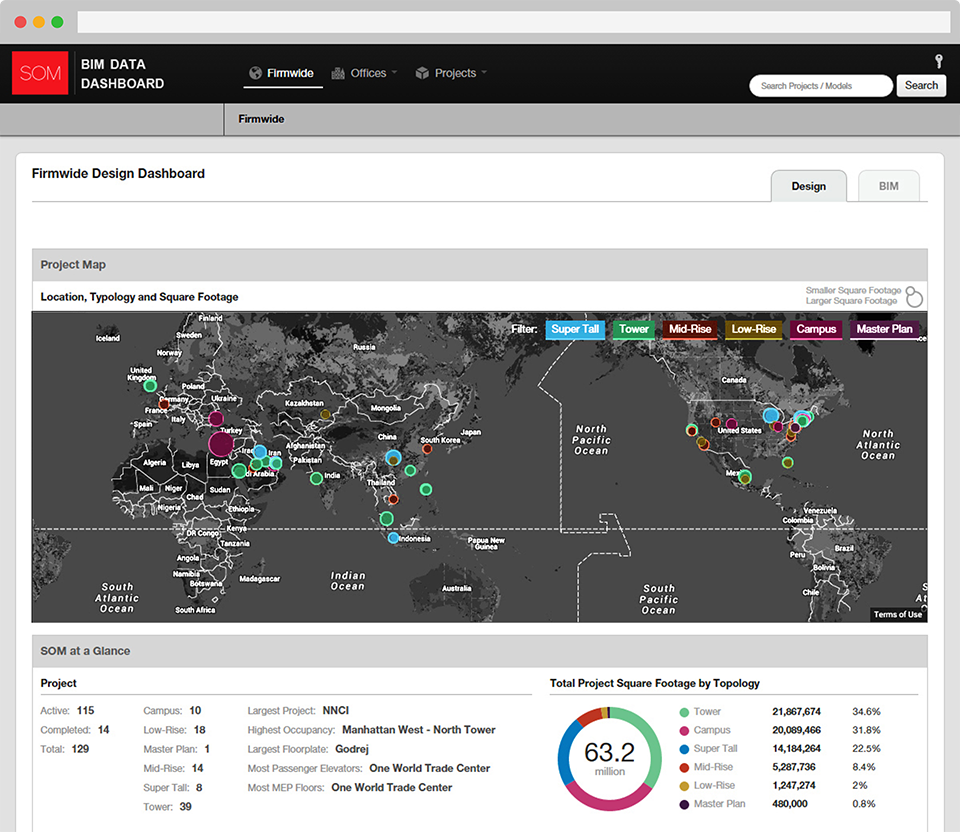 SOM
BIM DATA
DASHBOARD
Firmwide
Offices
Projects
Search Projects / Models
Search
Firmwide
Firmwide Design Dashboard
Design
BIM
Project Map
Location, Typology and Square Footage
Smaller Square Footage
Larger Square Footage
Filter:
Super Tall
Tower
Mid-Rise
Low-Rise
Campus
Master Plan
Finland
Iceland
Sweden
Russia
Norway
United
Kingdom
Poland
Canada
Germany
Ukraine
Kazakhstan
France
Mongolia
Italy
Spain
Turkey
China
South Korea
Japan
North
Pacific
Ocean
United States
North
Atlantic
Ocean
Afghanistan
Iran
Pakistan
Algeria
Libya
Egypt
India
Mali
Niger
Sudan
Thailand
Chad
Nigeria
Ethiopia
Venezuela
Colombia
Kenya
DR Congo
Tanzania
Indonesia
Papua New
Guinea
Peru
Brazil
Angola
Bolivia
Namibia
Botswana
Madagascar
South
Atlantic
Ocean
Indian
Ocean
Australia
South
Pacific
Ocean
Chile
South Africa
Terms of Use
SOM at a Glance
Project
Active: 115
Completed: 14
Total: 129
Campus: 10
Low-Rise: 18
Master Plan: 1
Mid-Rise: 14
Super Tall: 8
Tower: 39
Largest Project: NNCI
Highest Occupancy: Manhattan West - North Tower
Largest Floorplate: Godrej
Most Passenger Elevators: One World Trade Center
Most MEP Floors: One World Trade Center
Total Project Square Footage by Topology
63.2
million
Tower 21,867,674 34.6%
Campus 20,089,466 31.8%
Super Tall 14,184,264 22.5%
Mid-Rise 5,287,736 8.4%
Low-Rise 1,247,274 2%
Master Plan 480,000 0.8%